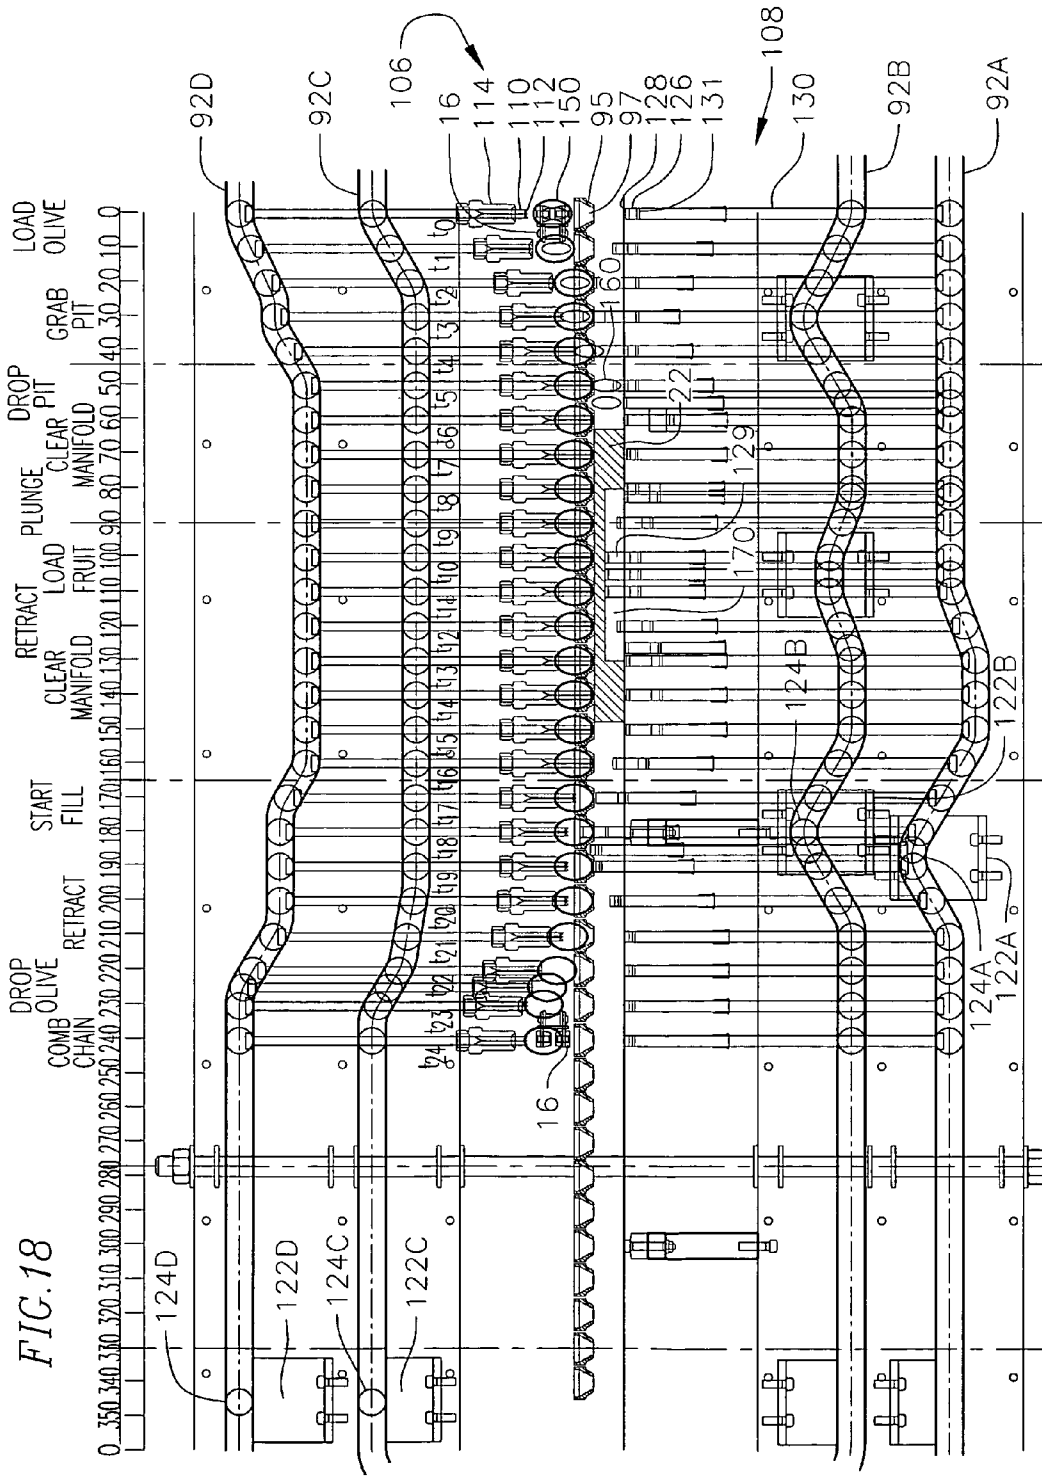 FIG.18
LOAD
OLIVE
GRAB
PIT
DROP
PIT
CLEAR
MANIFOLD
PLUNGE
LOAD
FRUIT
RETRACT
CLEAR
MANIFOLD
START
FILL
RETRACT
DROP
OLIVE
COMB
CHAIN
0 10 20 30 40 50 60 70 80 90 100 110 120 130 140 150 160 170 180 190 200 210 220 230 240 250 260 270 280 290 300 310 320 330 340 350 0
92D
92C
106
16
114
110
112
150
95
97
128
126
131
108
130
92B
92A
t0
t1
t2
t3
t4
t5
t6
t7
t8
t9
t10
t11
t12
t13
t14
t15
t16
t17
t18
t19
t20
t21
t22
t23
t24
160
22
129
170
124B
122B
124A
122A
16
124D
122D
124C
122C